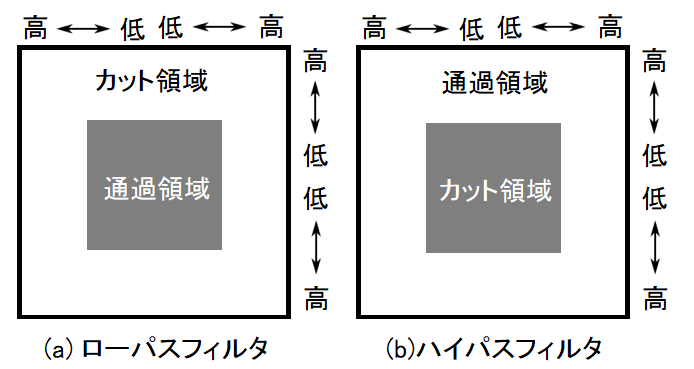 高 ←→ 低 低 ←→ 高
カット領域
通過領域
高
低
低
高
(a) ローパスフィルタ
高 ←→ 低 低 ←→ 高
通過領域
カット領域
高
低
低
高
(b)ハイパスフィルタ